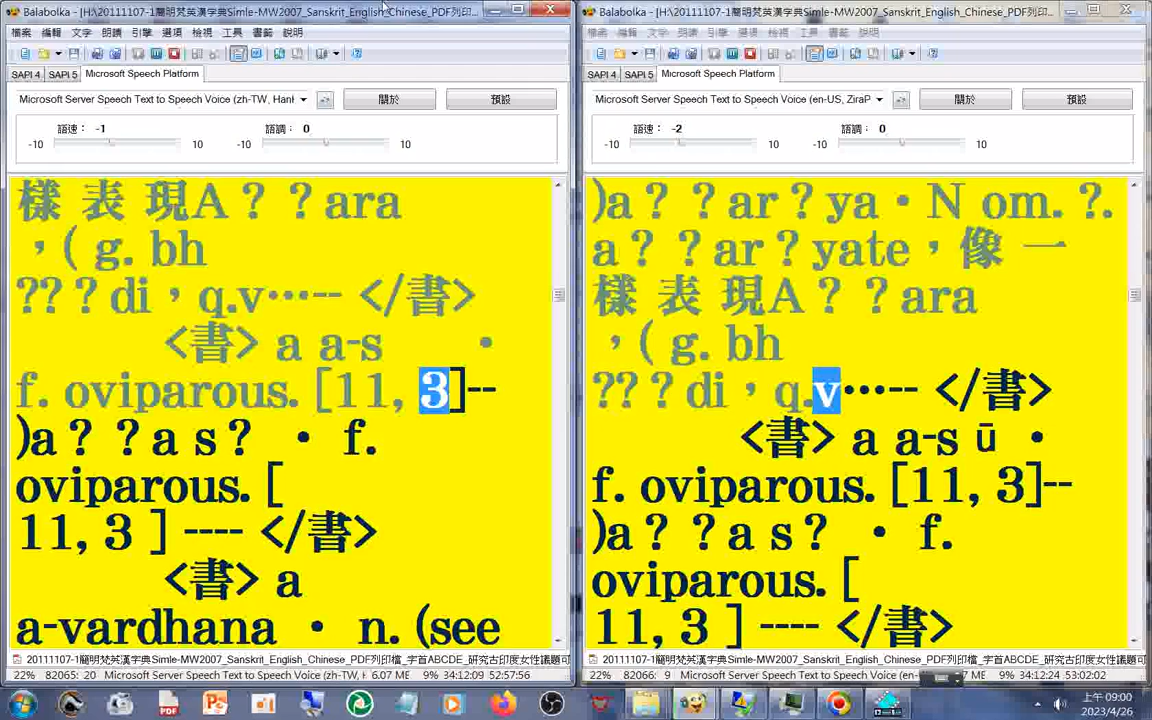 Balabolka - [H:\20111107-1簡明梵英漢字典Simle-MW2007_Sanskrit_English_Chinese_PDF列印...
檔案 編輯 文字 朗讀 引擎 選項 檢視 工具 書籤 說明
SAPI 4 SAPI 5 Microsoft Speech Platform
Microsoft Server Speech Text to Speech Voice (zh-TW, Hanl
關於
預設
語速: -1
語調: 0
-10 10 -10 10
樣 表 現A？？ara
，( g. bh
?? ？di，q.v…-- </書>
<書> a a-s •
f. oviparous. [11, 3]--
)a？？a s？ • f.
oviparous. [
11, 3 ] ---- </書>
<書> a
a-vardhana • n. (see
20111107-1簡明梵英漢字典Simle-MW2007_Sanskrit_English_Chinese_PDF列印檔_字首ABCDE_研究古印度女性議題可
22% 82065: 20 Microsoft Server Speech Text to Speech Voice (zh-TW, H 6.07 ME 9% 34:12:09 52:57:56
Balabolka - [H:\20111107-1簡明梵英漢字典Simle-MW2007_Sanskrit_English_Chinese_PDF列印...
檔案 編輯 文字 朗讀 引擎 選項 檢視 工具 書籤 說明
SAPI 4 SAPI 5 Microsoft Speech Platform
Microsoft Server Speech Text to Speech Voice (en-US, ZiraP
關於
預設
語速: -2
語調: 0
-10 10 -10 10
)a？？ar？ya • N om. ?.
a？？ar？yate，像 一
樣 表 現A？？ara
，( g. bh
?? ？di，q.v…-- </書>
<書> a a-s ū •
f. oviparous. [11, 3]--
)a？？a s？ • f.
oviparous. [
11, 3 ] ---- </書>
20111107-1簡明梵英漢字典Simle-MW2007_Sanskrit_English_Chinese_PDF列印檔_字首ABCDE_研究古印度女性議題可
22% 82066: 9 Microsoft Server Speech Text to Speech Voice 9% 34:12:24 53:02:02
上午 09:00
2023/4/26